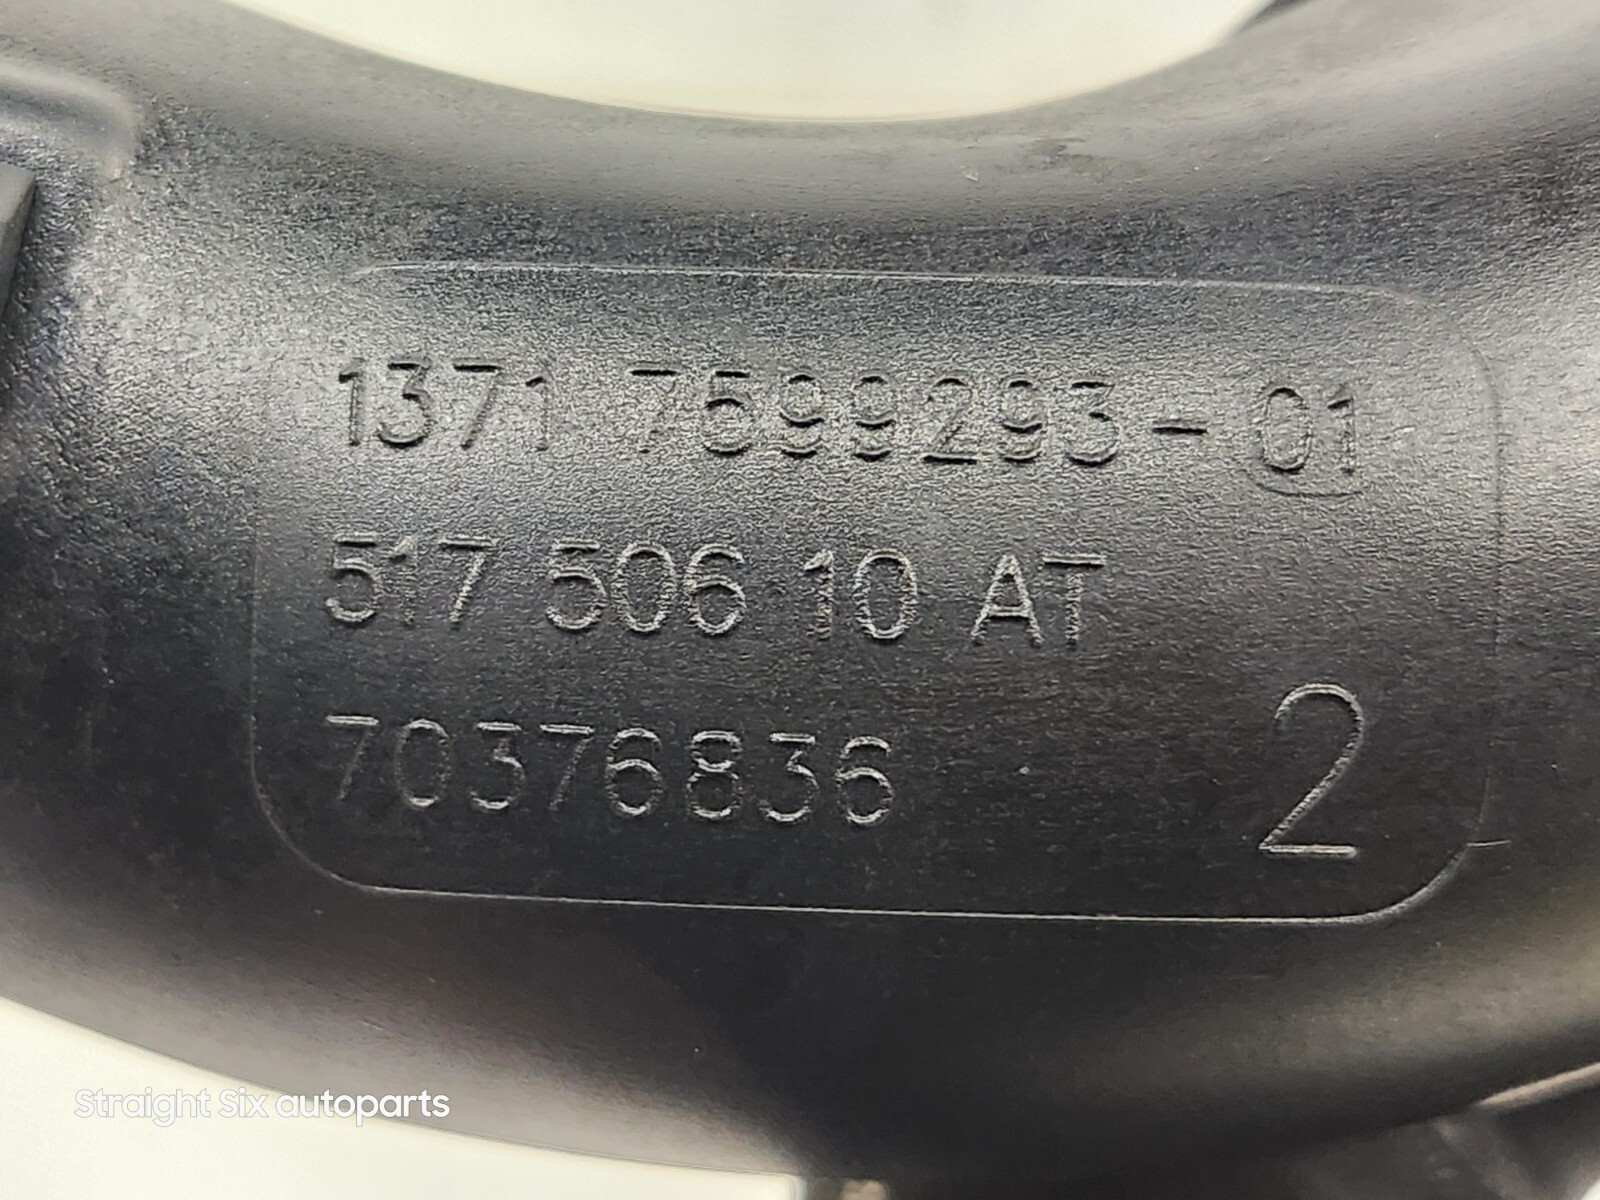 1371 7599293-01
517 506 10 AT
70376836
2
Straight Six autoparts